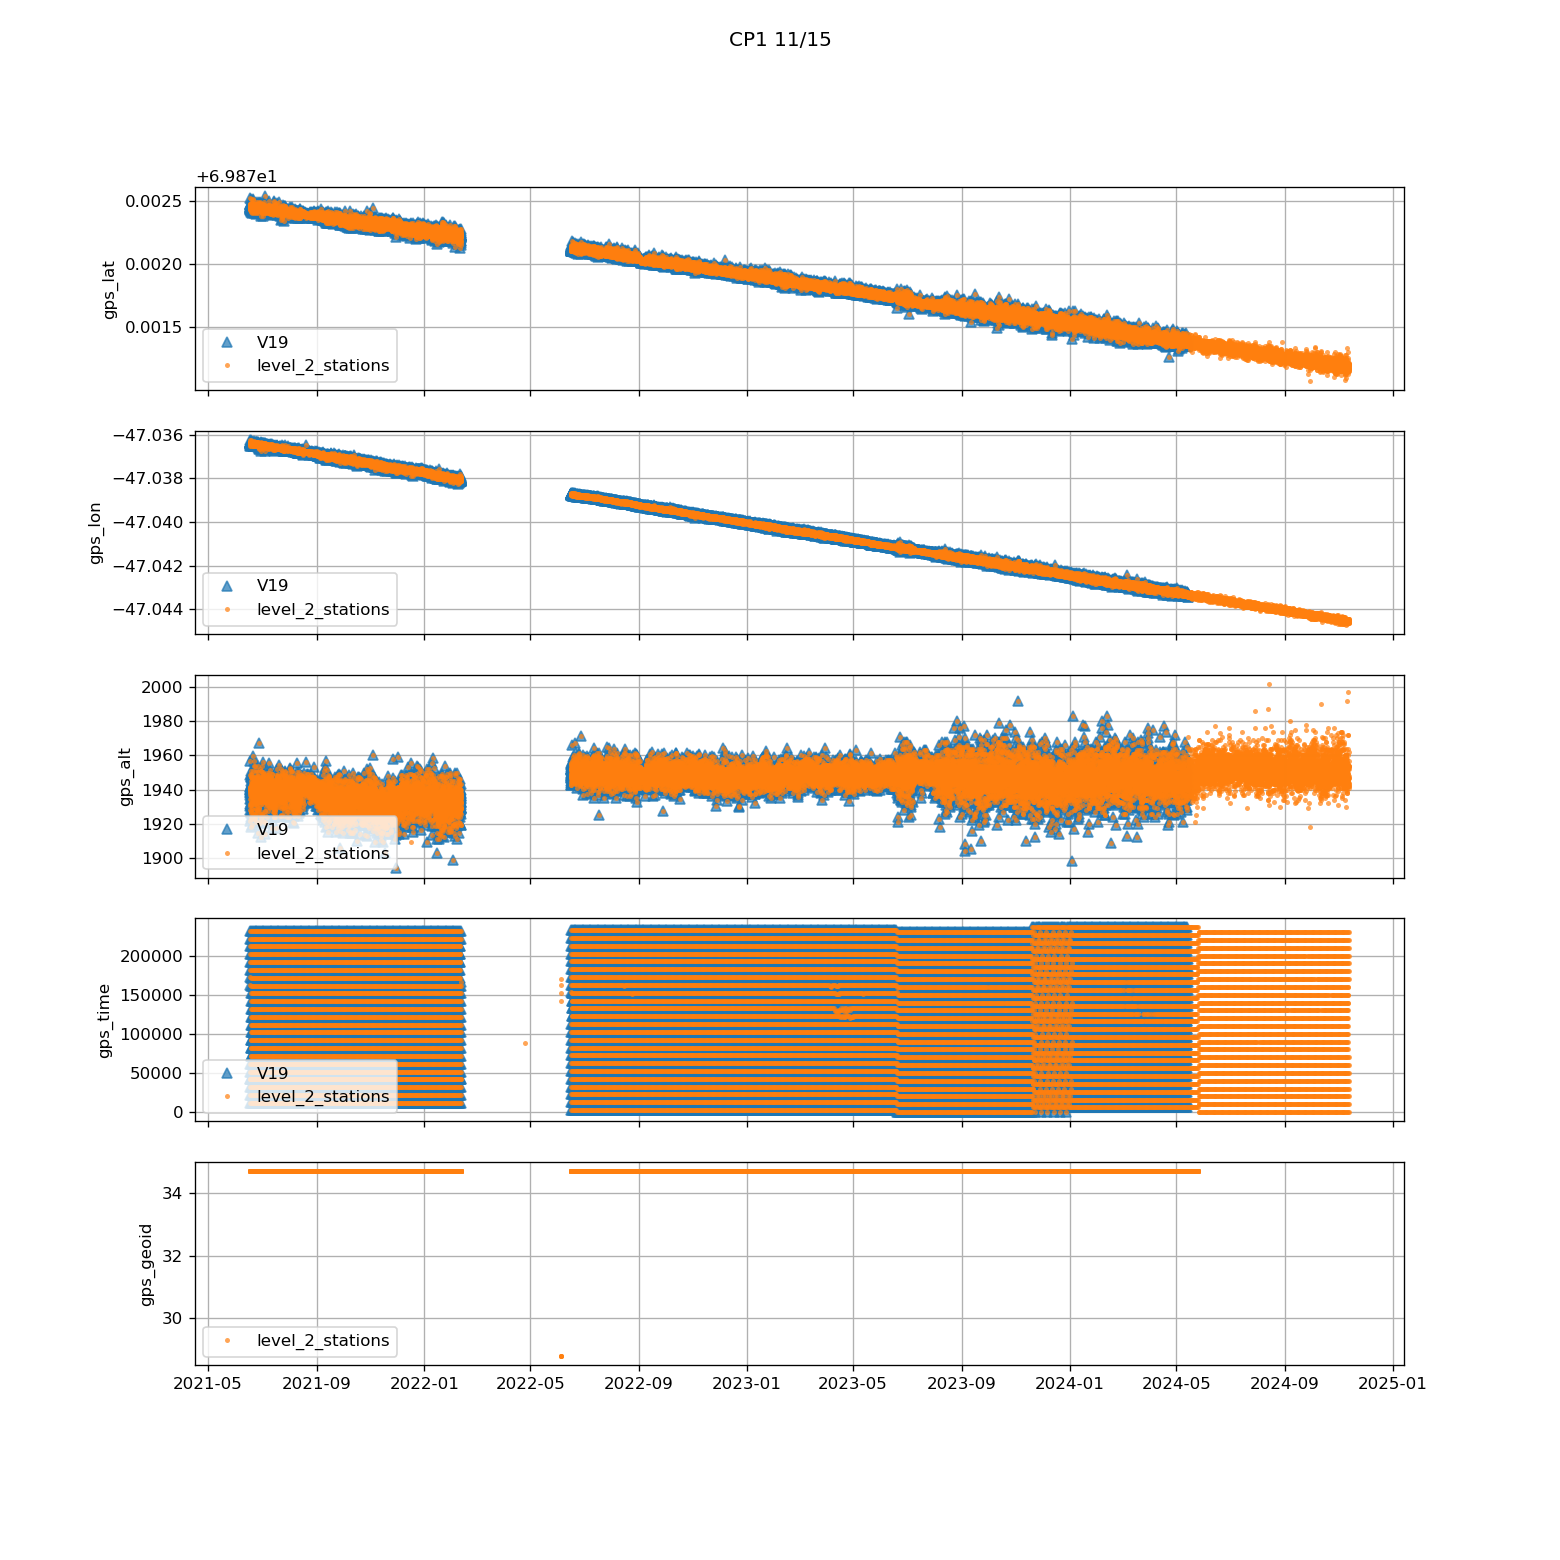 CP1 11/15
+6.987e1
0.0025
0.0020
0.0015
gps_lat
V19
level_2_stations
−47.036
−47.038
−47.040
−47.042
−47.044
gps_lon
V19
level_2_stations
2000
1980
1960
1940
1920
1900
gps_alt
V19
level_2_stations
200000
150000
100000
50000
0
gps_time
V19
level_2_stations
34
32
30
gps_geoid
level_2_stations
2021-05 2021-09 2022-01 2022-05 2022-09 2023-01 2023-05 2023-09 2024-01 2024-05 2024-09 2025-01